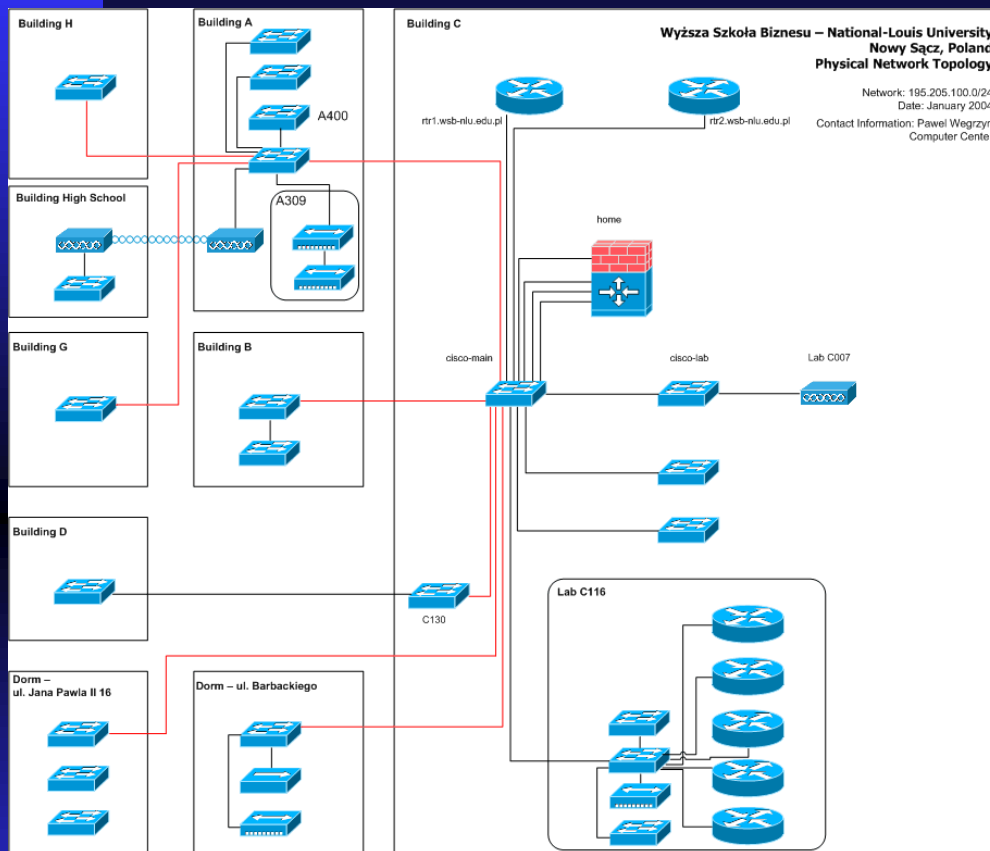 Wyższa Szkoła Biznesu – National-Louis University
Nowy Sącz, Poland
Physical Network Topology
Network: 195.205.100.0/24
Date: January 2004
Contact Information: Pawel Wegrzyn
Computer Center
Building H
Building A
A400
A309
Building C
rtr1.wsb-nlu.edu.pl
rtr2.wsb-nlu.edu.pl
Building High School
home
Building G
Building B
cisco-main
cisco-lab
Lab C007
Building D
C130
Lab C116
Dorm –
ul. Jana Pawla II 16
Dorm – ul. Barbackiego